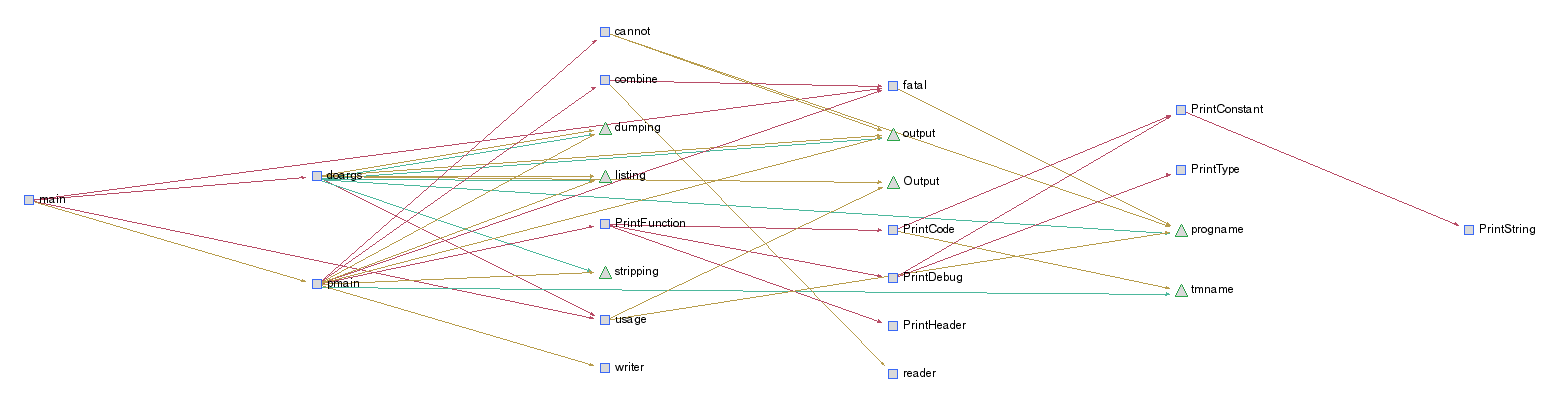 main
doargs
pmain
cannot
combine
dumping
listing
PrintFunction
stripping
usage
writer
fatal
output
Output
PrintCode
PrintDebug
PrintHeader
reader
PrintConstant
PrintType
progname
tmname
PrintString